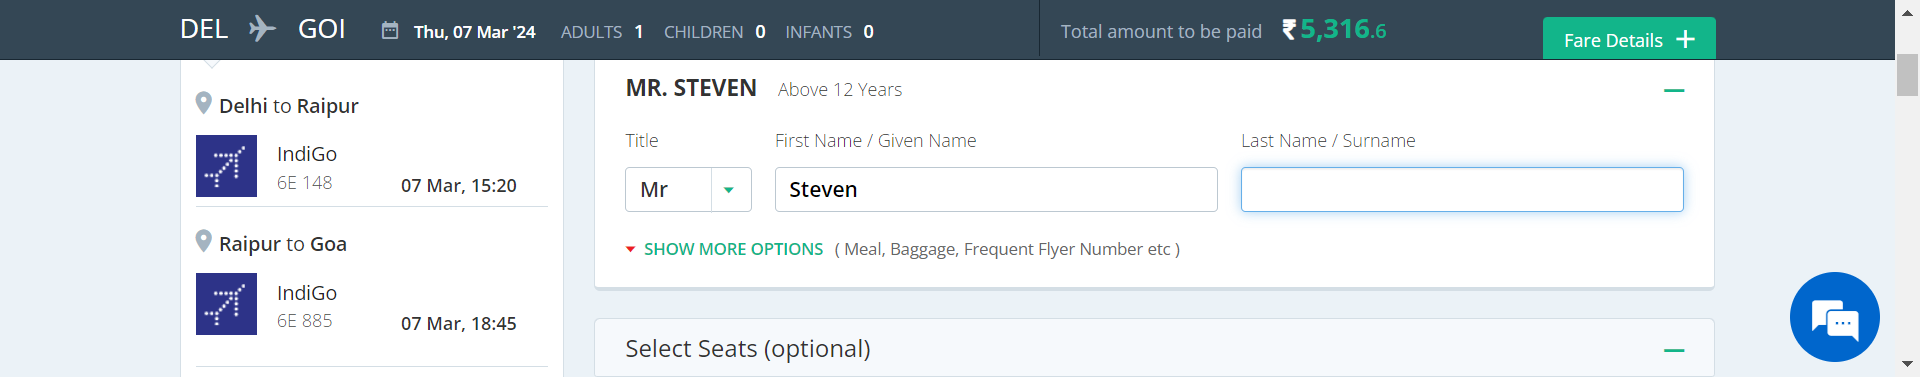 DEL GOI Thu, 07 Mar '24 ADULTS 1 CHILDREN 0 INFANTS 0 Total amount to be paid ₹5,316.6 Fare Details +
Delhi to Raipur
IndiGo
6E 148 07 Mar, 15:20
Raipur to Goa
IndiGo
6E 885 07 Mar, 18:45
MR. STEVEN Above 12 Years
Title First Name / Given Name Last Name / Surname
Mr Steven
SHOW MORE OPTIONS ( Meal, Baggage, Frequent Flyer Number etc )
Select Seats (optional)